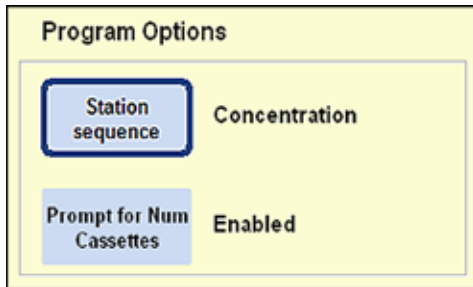 Program Options
Station
sequence
Concentration
Prompt for Num
Cassettes
Enabled